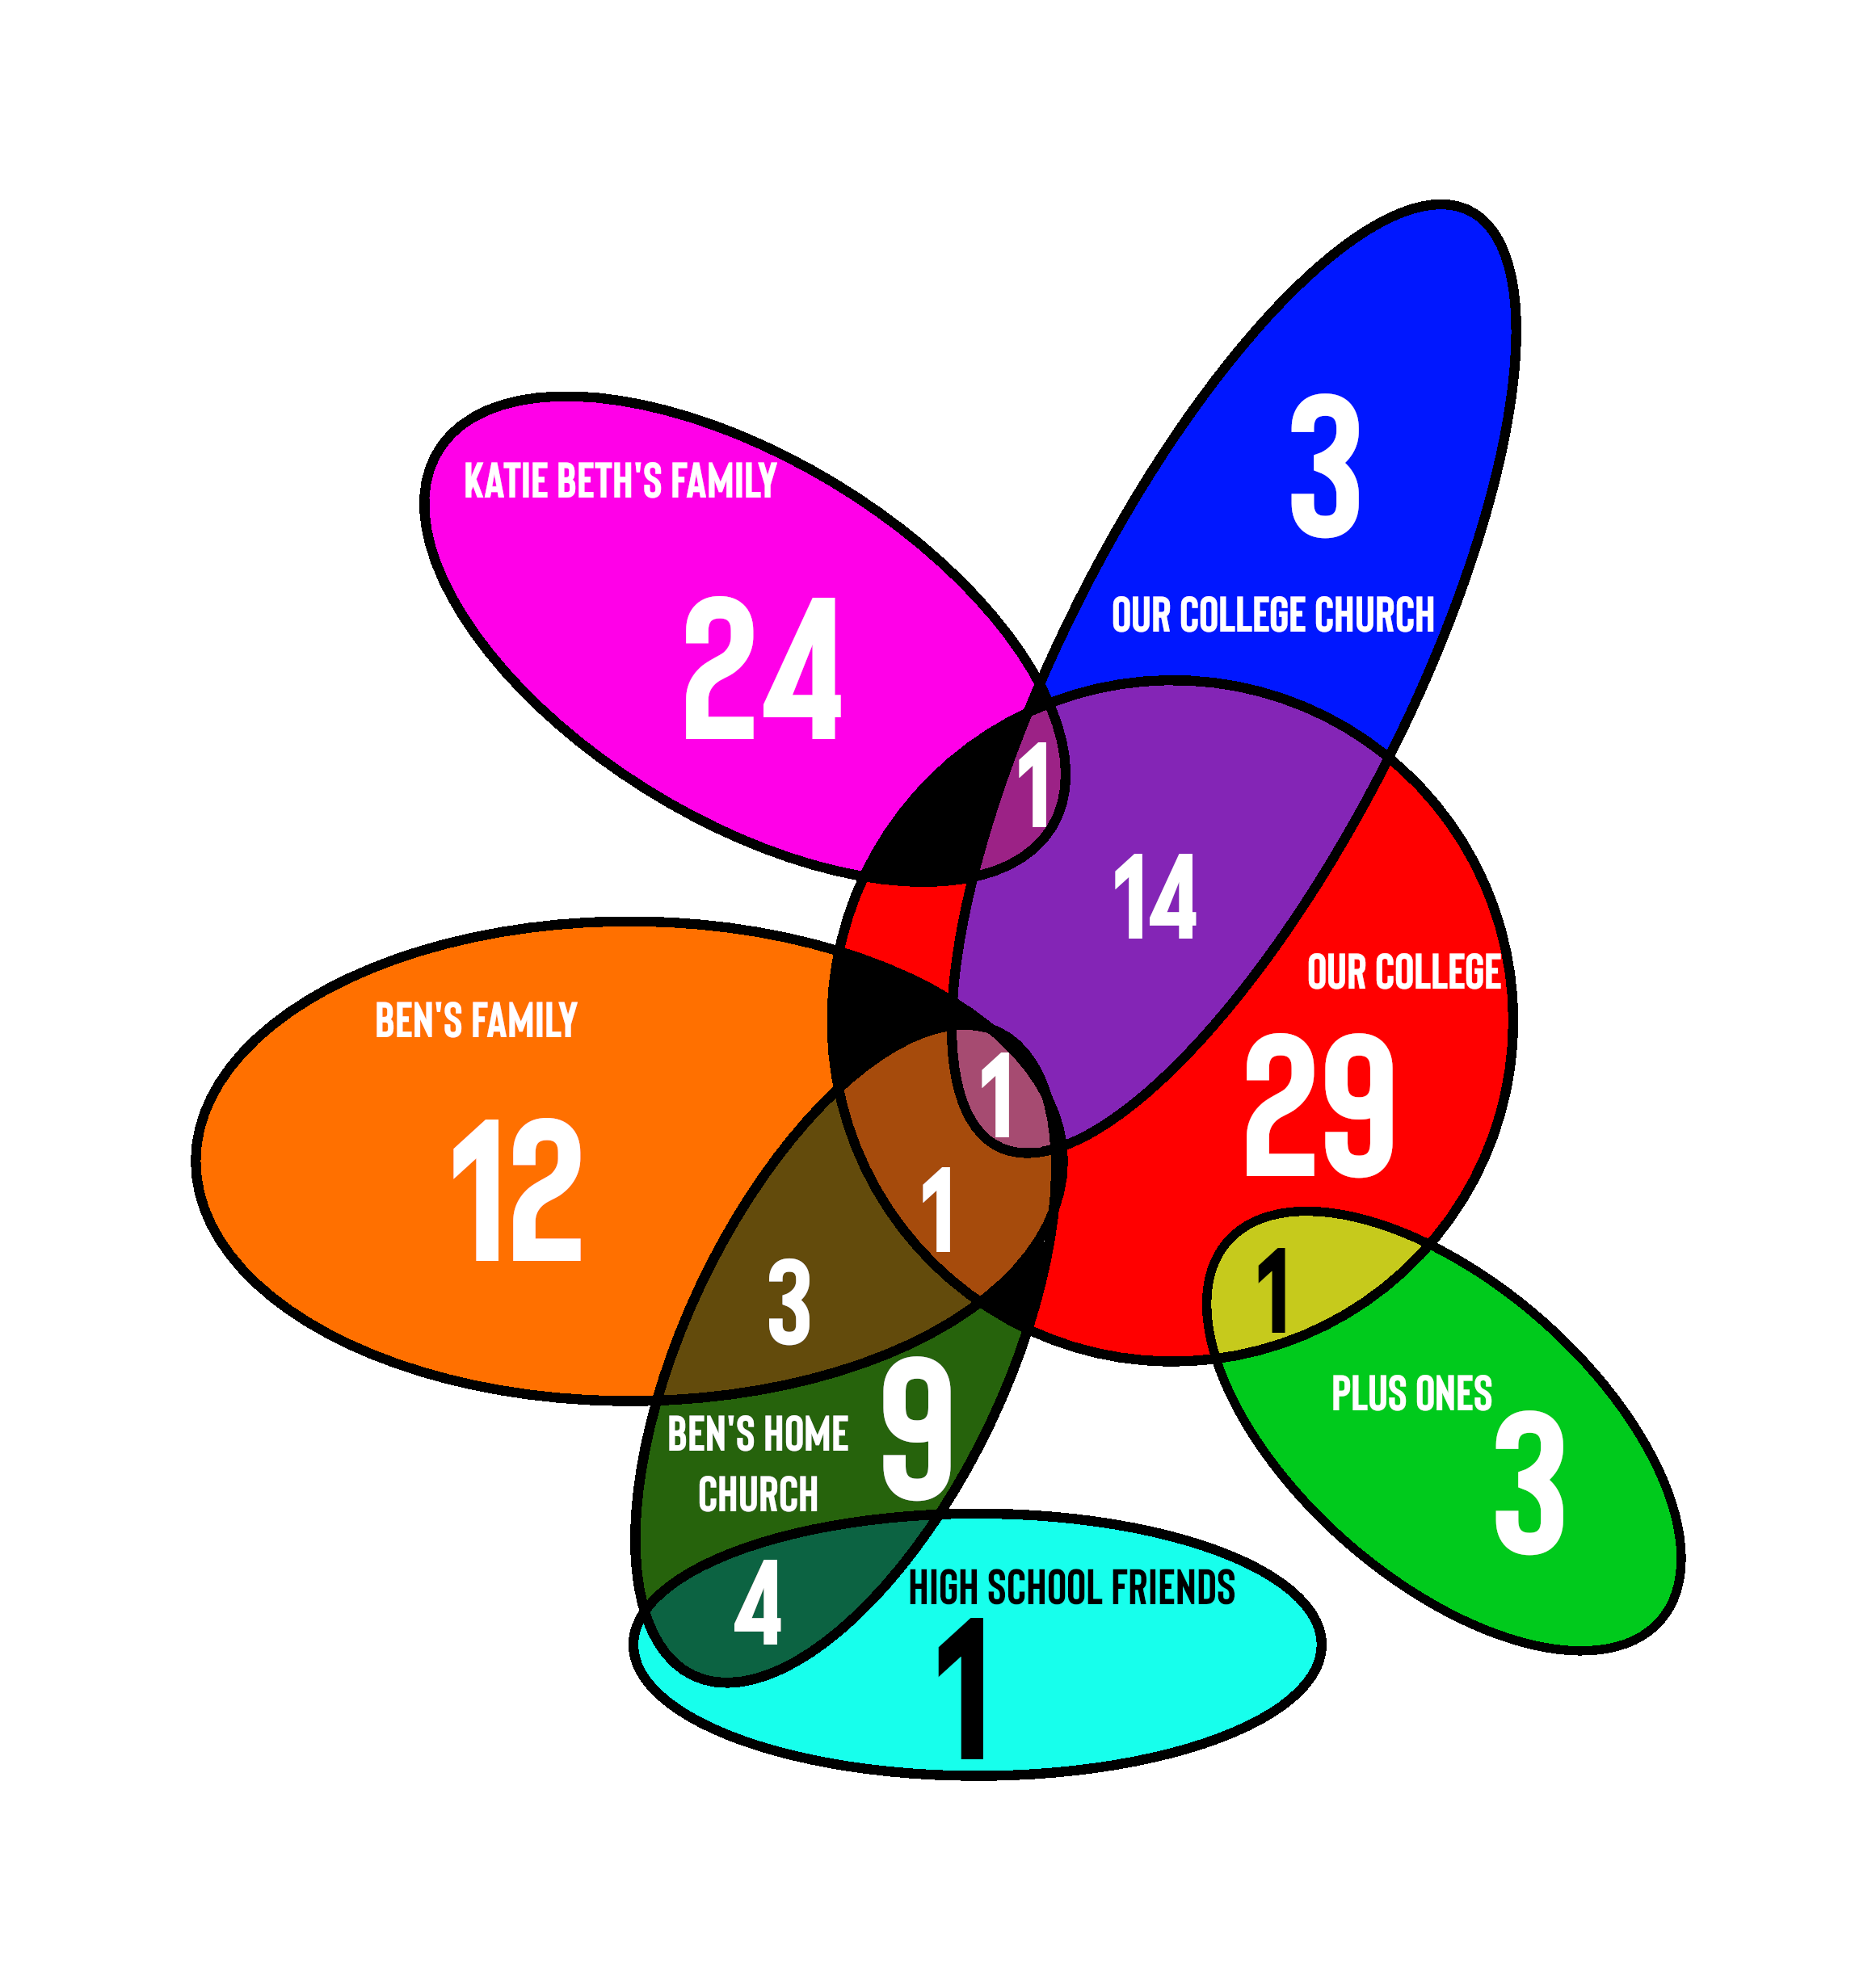 3
KATIE BETH'S FAMILY
OUR COLLEGE CHURCH
24
1
14
OUR COLLEGE
BEN'S FAMILY
29
1
12
1
1
3
9
PLUS ONES
BEN'S HOME
CHURCH
3
4
HIGH SCHOOL FRIENDS
1